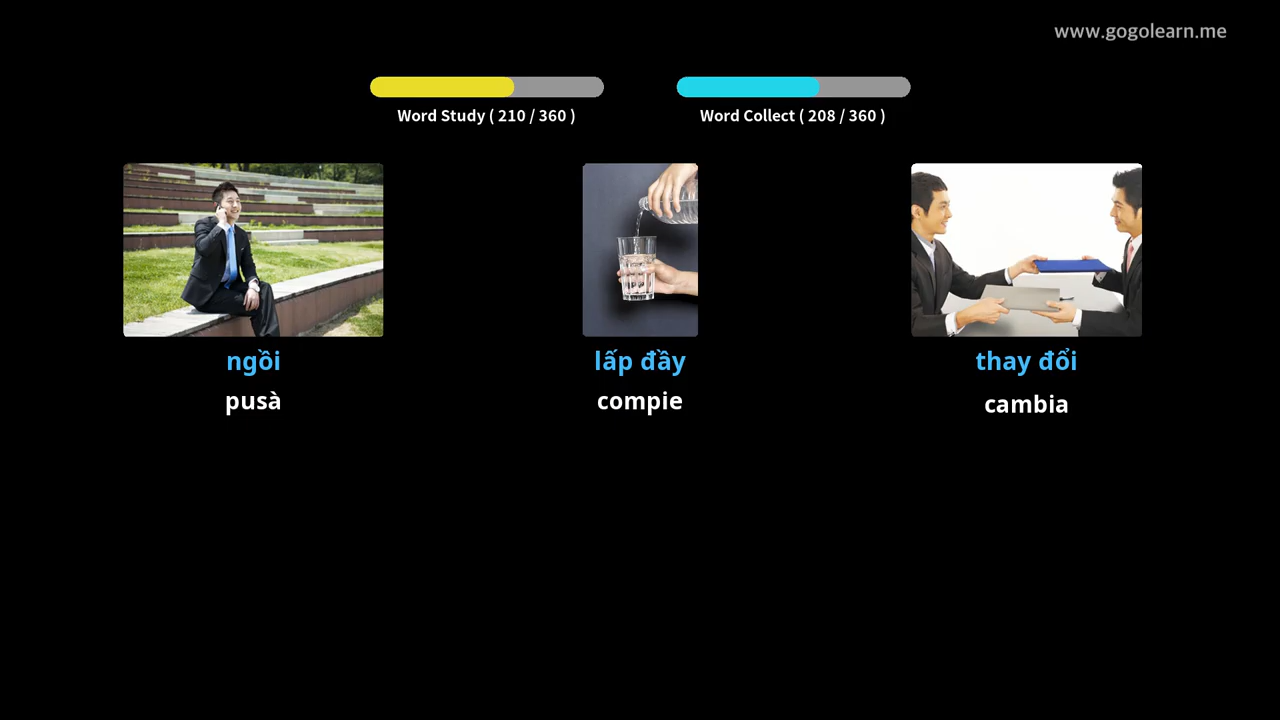 www.gogolearn.me
Word Study ( 210 / 360 )
Word Collect ( 208 / 360 )
ngồi
lấp đầy
thay đổi
pusà
compie
cambia